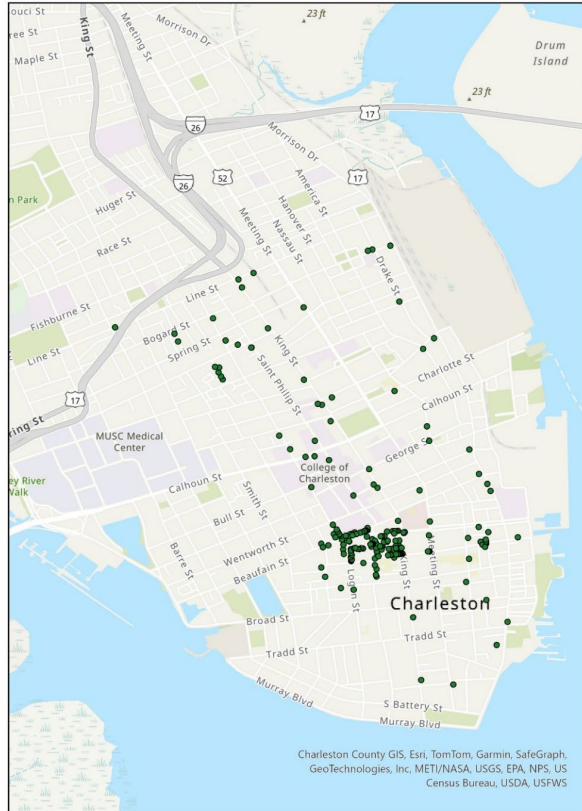 ouci St
ree St
Maple St
King St
Meeting St
Morrison Dr
23 ft
Drum
Island
23 ft
17
26
Morrison Dr
26
52
17
n Park
Huger St
America St
Hanover St
Nassau St
Meeting St
Race St
Drake St
Line St
Fishburne St
Bogard St
Spring St
King St
Line St
Saint Philip St
Charlotte St
17
Calhoun St
ring St
MUSC Medical
Center
George St
College of
Charleston
ey River
Walk
Calhoun St
Smith St
Bull St
Wentworth St
Barre St
Beaufain St
Logan St
King St
Meeting St
Charleston
Broad St
Tradd St
Tradd St
Murray Blvd
S Battery St
Murray Blvd
Charleston County GIS, Esri, TomTom, Garmin, SafeGraph,
GeoTechnologies, Inc, METI/NASA, USGS, EPA, NPS, US
Census Bureau, USDA, USFWS